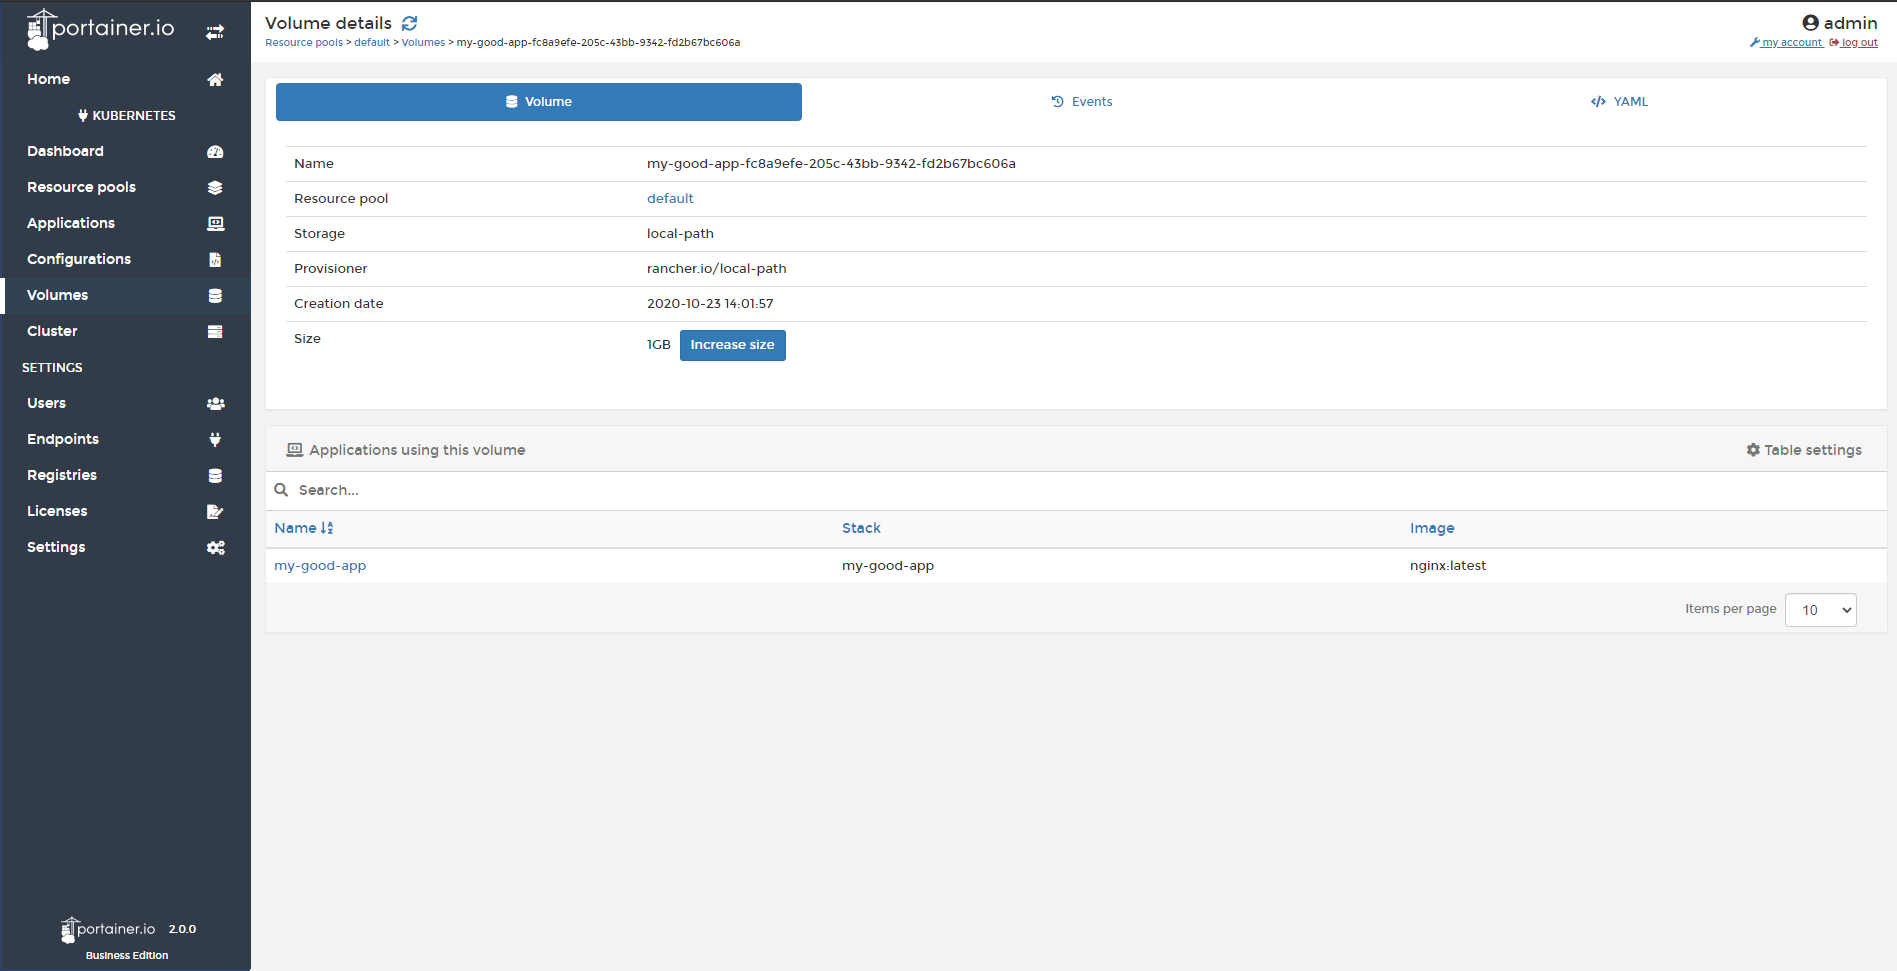 portainer.io
Home
KUBERNETES
Dashboard
Resource pools
Applications
Configurations
Volumes
Cluster
SETTINGS
Users
Endpoints
Registries
Licenses
Settings
portainer.io 2.0.0
Business Edition
Volume details
Resource pools > default > Volumes > my-good-app-fc8a9efe-205c-43bb-9342-fd2b67bc606a
admin
my account log out
Volume Events YAML
Name my-good-app-fc8a9efe-205c-43bb-9342-fd2b67bc606a
Resource pool default
Storage local-path
Provisioner rancher.io/local-path
Creation date 2020-10-23 14:01:57
Size 1GB Increase size
Applications using this volume Table settings
Search...
Name Stack Image
my-good-app my-good-app nginx:latest
Items per page 10